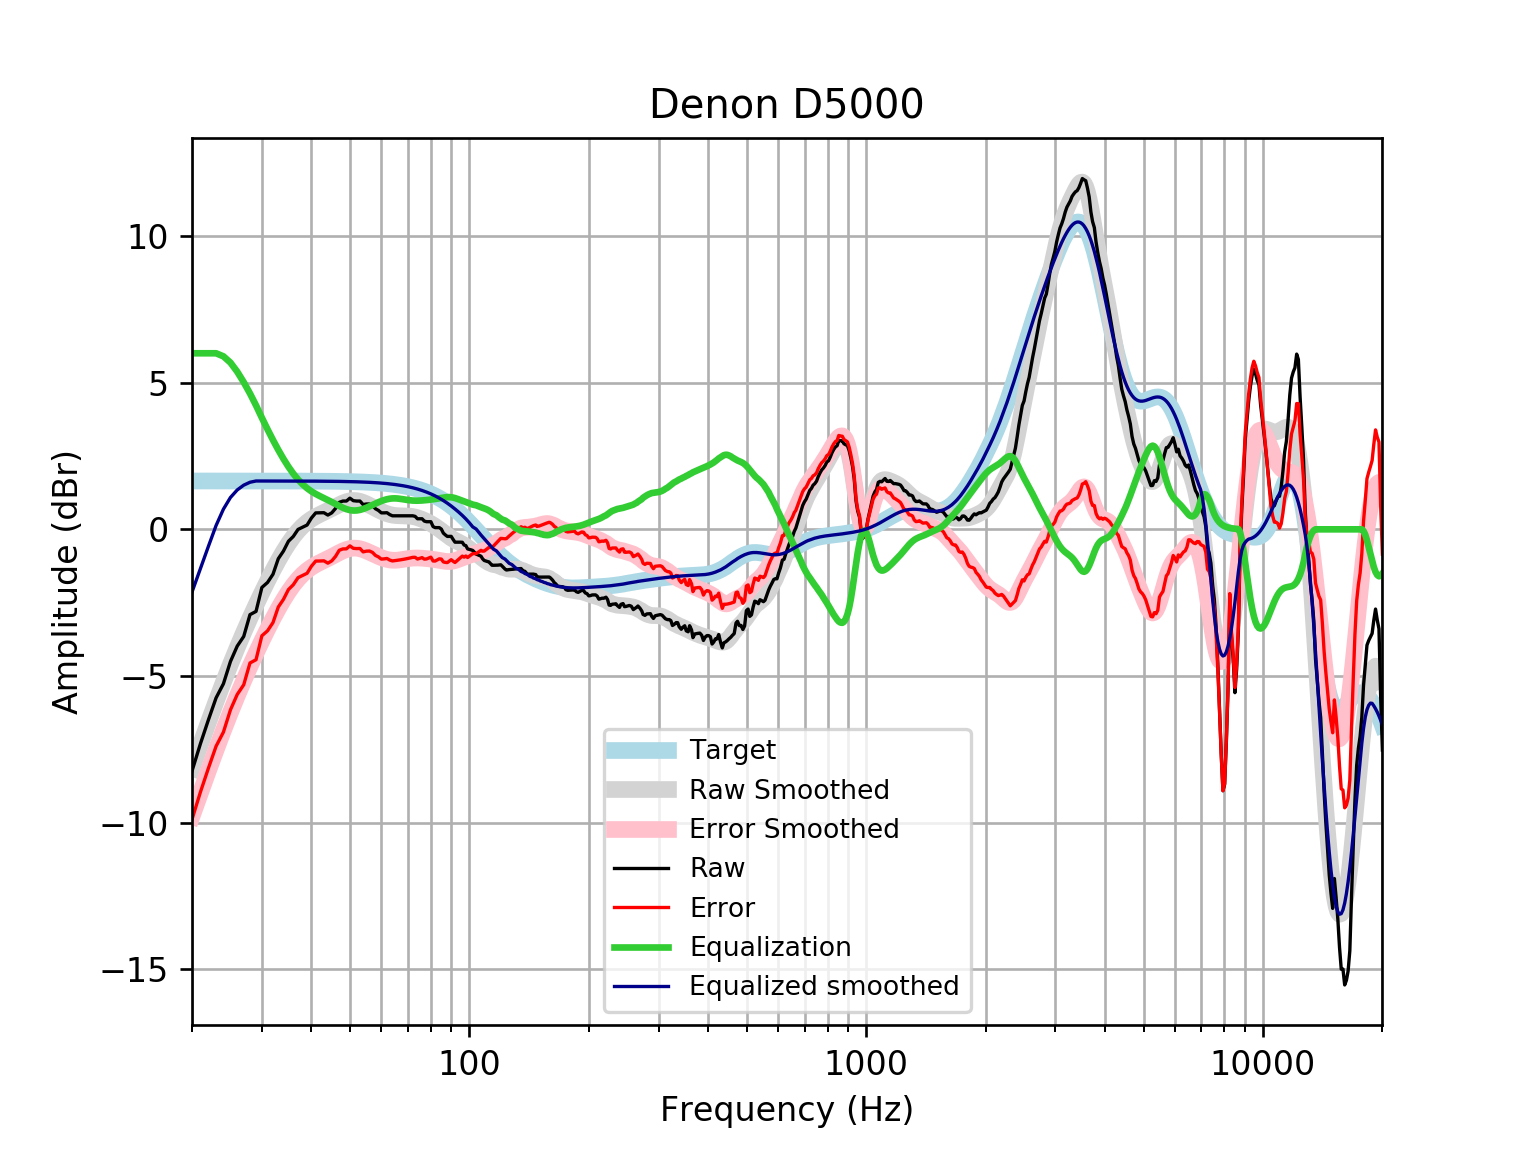 Denon D5000
Amplitude (dBr)
10
5
0
−5
−10
−15
Target
Raw Smoothed
Error Smoothed
Raw
Error
Equalization
Equalized smoothed
100
1000
10000
Frequency (Hz)